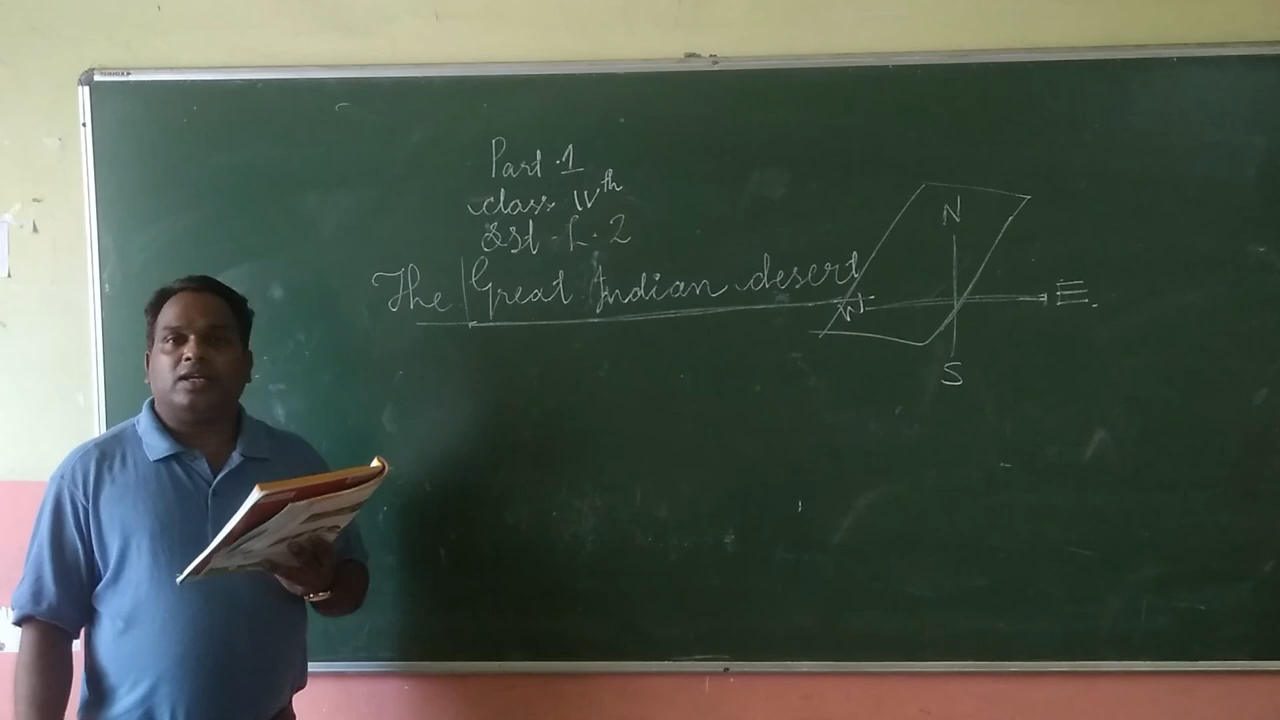 Part.1
class IVth
SSt - L. 2
The Great Indian desert
N
W
E.
S